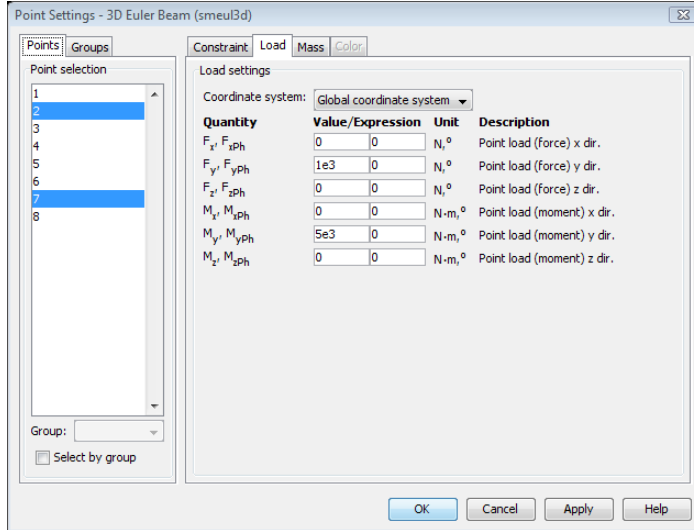 Point Settings - 3D Euler Beam (smeul3d)
Points Groups
Point selection
1
2
3
4
5
6
7
8
Group:
Select by group
Constraint Load Mass Color
Load settings
Coordinate system: Global coordinate system
Quantity Value/Expression Unit Description
Fx, FxPh 0 0 N,º Point load (force) x dir.
Fy, FyPh 1e3 0 N,º Point load (force) y dir.
Fz, FzPh 0 0 N,º Point load (force) z dir.
Mx, MxPh 0 0 N·m,º Point load (moment) x dir.
My, MyPh 5e3 0 N·m,º Point load (moment) y dir.
Mz, MzPh 0 0 N·m,º Point load (moment) z dir.
OK Cancel Apply Help